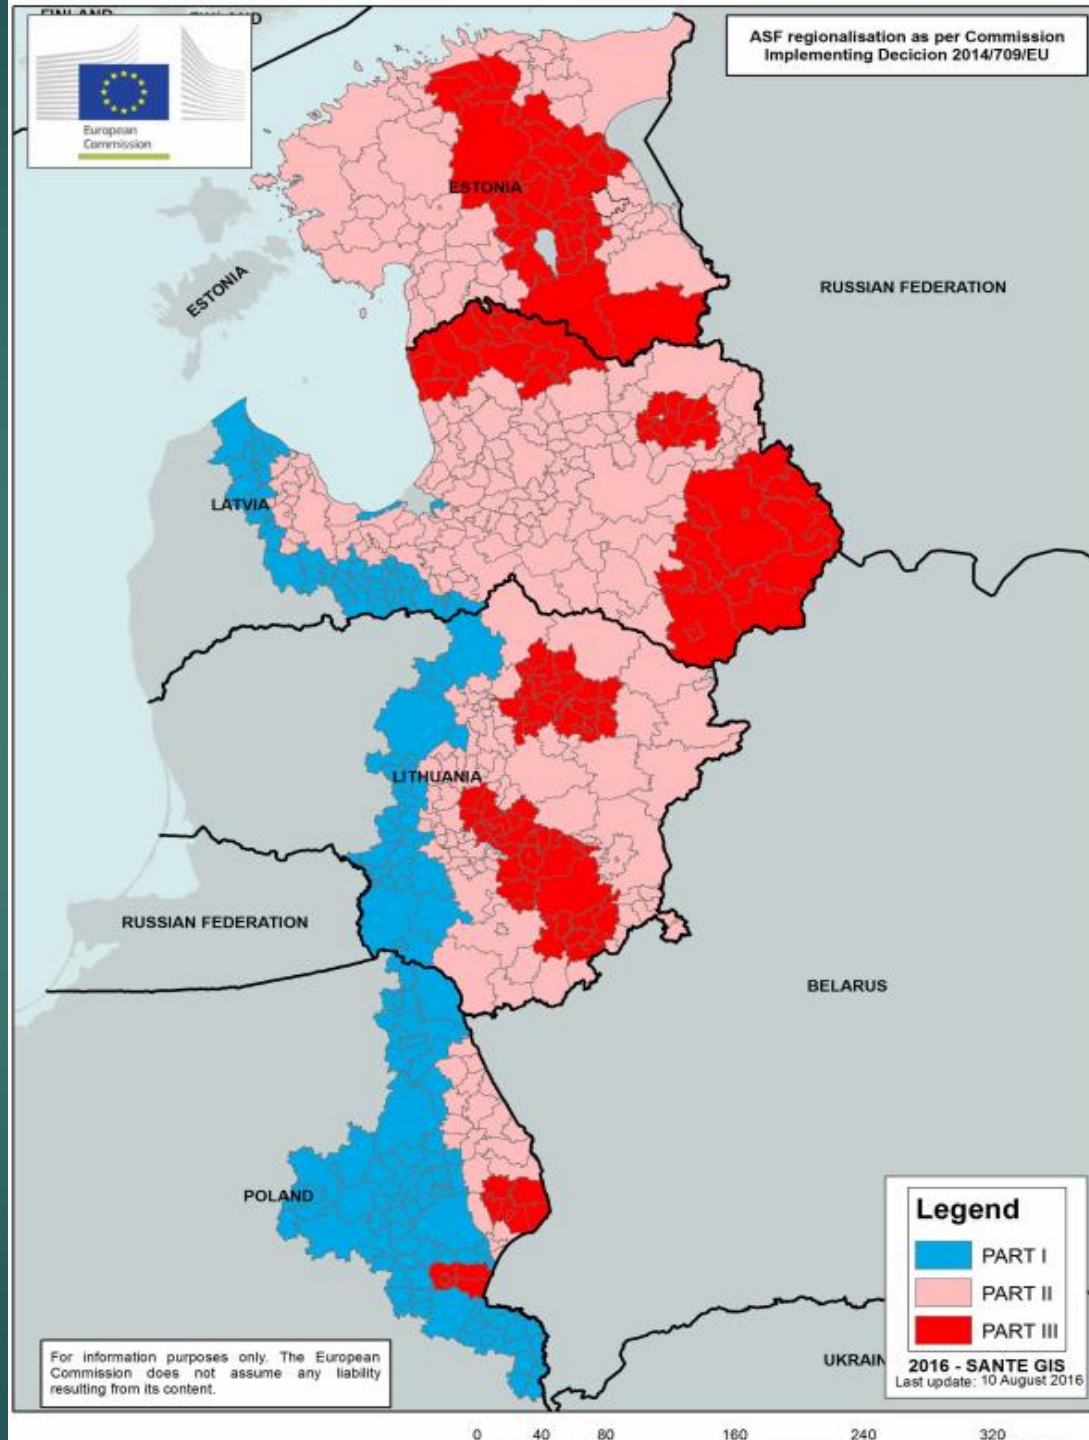 FINLAND
FINLAND
European
Commission
ASF regionalisation as per Commission
Implementing Decicion 2014/709/EU
ESTONIA
ESTONIA
RUSSIAN FEDERATION
LATVIA
LITHUANIA
RUSSIAN FEDERATION
BELARUS
POLAND
Legend
PART I
PART II
PART III
UKRAIN
2016 - SANTE GIS
Last update: 10 August 2016
For information purposes only. The European
Commission does not assume any liability
resulting from its content.
0 40 80 160 240 320